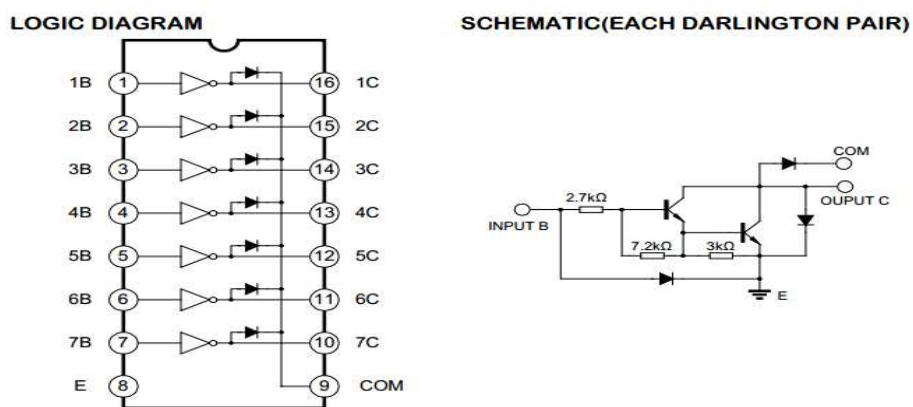 LOGIC DIAGRAM
1B 1 16 1C
2B 2 15 2C
3B 3 14 3C
4B 4 13 4C
5B 5 12 5C
6B 6 11 6C
7B 7 10 7C
E 8 9 COM
SCHEMATIC(EACH DARLINGTON PAIR)
COM
2.7kΩ
INPUT B
OUPUT C
7.2kΩ 3kΩ
E